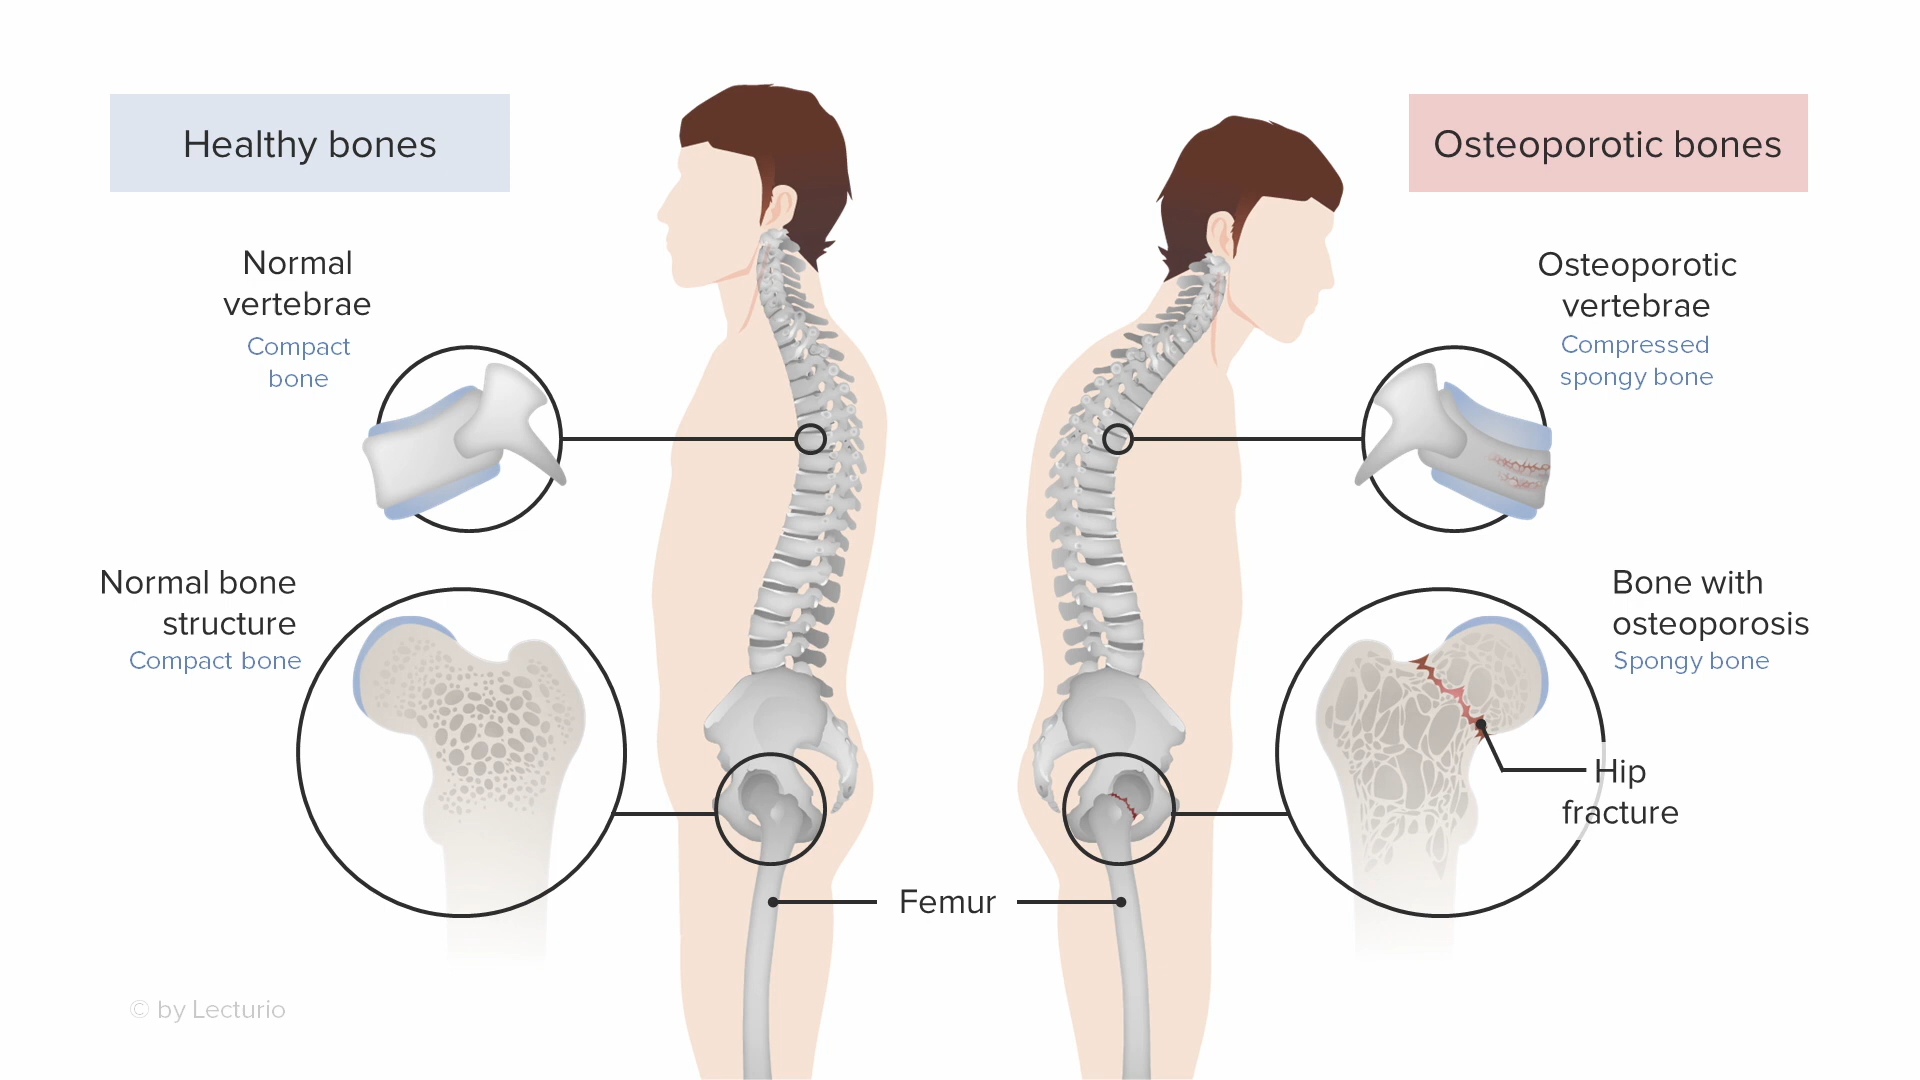 Healthy bones
Normal
vertebrae
Compact
bone
Normal bone
structure
Compact bone
Osteoporotic bones
Osteoporotic
vertebrae
Compressed
spongy bone
Bone with
osteoporosis
Spongy bone
Hip
fracture
Femur
© by Lecturio